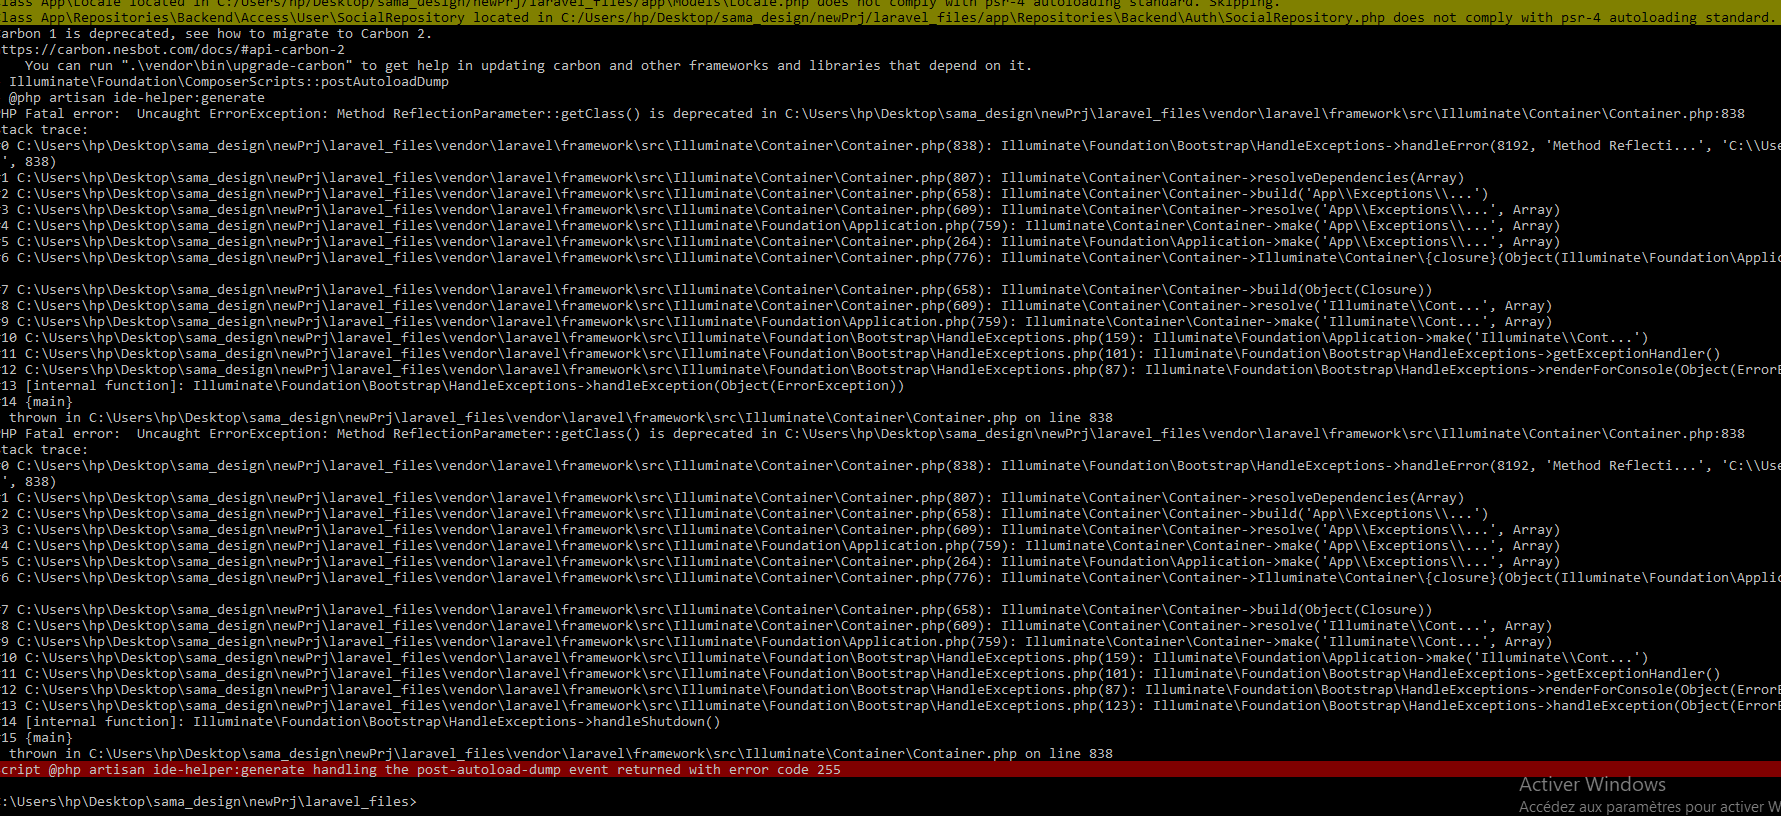 lass App\Locale located in C:/Users/hp/Desktop/sama_design/newPrj/laravel_files/app\Models\Locale.php does not comply with psr-4 autoloading standard. Skipping.
lass App\Repositories\Backend\Access\User\SocialRepository located in C:/Users/hp/Desktop/sama_design/newPrj/laravel_files/app\Repositories\Backend\Auth\SocialRepository.php does not comply with psr-4 autoloading standard.
arbon 1 is deprecated, see how to migrate to Carbon 2.
ttps://carbon.nesbot.com/docs/#api-carbon-2
You can run ".\vendor\bin\upgrade-carbon" to get help in updating carbon and other frameworks and libraries that depend on it.
Illuminate\Foundation\ComposerScripts::postAutoloadDump
@php artisan ide-helper:generate
HP Fatal error:  Uncaught ErrorException: Method ReflectionParameter::getClass() is deprecated in C:\Users\hp\Desktop\sama_design\newPrj\laravel_files\vendor\laravel\framework\src\Illuminate\Container\Container.php:838
tack trace:
0 C:\Users\hp\Desktop\sama_design\newPrj\laravel_files\vendor\laravel\framework\src\Illuminate\Container\Container.php(838): Illuminate\Foundation\Bootstrap\HandleExceptions->handleError(8192, 'Method Reflecti...', 'C:\\Use
', 838)
1 C:\Users\hp\Desktop\sama_design\newPrj\laravel_files\vendor\laravel\framework\src\Illuminate\Container\Container.php(807): Illuminate\Container\Container->resolveDependencies(Array)
2 C:\Users\hp\Desktop\sama_design\newPrj\laravel_files\vendor\laravel\framework\src\Illuminate\Container\Container.php(658): Illuminate\Container\Container->build('App\\Exceptions\\...')
3 C:\Users\hp\Desktop\sama_design\newPrj\laravel_files\vendor\laravel\framework\src\Illuminate\Container\Container.php(609): Illuminate\Container\Container->resolve('App\\Exceptions\\...', Array)
4 C:\Users\hp\Desktop\sama_design\newPrj\laravel_files\vendor\laravel\framework\src\Illuminate\Foundation\Application.php(759): Illuminate\Container\Container->make('App\\Exceptions\\...', Array)
5 C:\Users\hp\Desktop\sama_design\newPrj\laravel_files\vendor\laravel\framework\src\Illuminate\Container\Container.php(264): Illuminate\Foundation\Application->make('App\\Exceptions\\...', Array)
6 C:\Users\hp\Desktop\sama_design\newPrj\laravel_files\vendor\laravel\framework\src\Illuminate\Container\Container.php(776): Illuminate\Container\Container->Illuminate\Container\{closure}(Object(Illuminate\Foundation\Applic
7 C:\Users\hp\Desktop\sama_design\newPrj\laravel_files\vendor\laravel\framework\src\Illuminate\Container\Container.php(658): Illuminate\Container\Container->build(Object(Closure))
8 C:\Users\hp\Desktop\sama_design\newPrj\laravel_files\vendor\laravel\framework\src\Illuminate\Container\Container.php(609): Illuminate\Container\Container->resolve('Illuminate\\Cont...', Array)
9 C:\Users\hp\Desktop\sama_design\newPrj\laravel_files\vendor\laravel\framework\src\Illuminate\Foundation\Application.php(759): Illuminate\Container\Container->make('Illuminate\\Cont...', Array)
10 C:\Users\hp\Desktop\sama_design\newPrj\laravel_files\vendor\laravel\framework\src\Illuminate\Foundation\Bootstrap\HandleExceptions.php(159): Illuminate\Foundation\Application->make('Illuminate\\Cont...')
11 C:\Users\hp\Desktop\sama_design\newPrj\laravel_files\vendor\laravel\framework\src\Illuminate\Foundation\Bootstrap\HandleExceptions.php(101): Illuminate\Foundation\Bootstrap\HandleExceptions->getExceptionHandler()
12 C:\Users\hp\Desktop\sama_design\newPrj\laravel_files\vendor\laravel\framework\src\Illuminate\Foundation\Bootstrap\HandleExceptions.php(87): Illuminate\Foundation\Bootstrap\HandleExceptions->renderForConsole(Object(ErrorE
13 [internal function]: Illuminate\Foundation\Bootstrap\HandleExceptions->handleException(Object(ErrorException))
14 {main}
thrown in C:\Users\hp\Desktop\sama_design\newPrj\laravel_files\vendor\laravel\framework\src\Illuminate\Container\Container.php on line 838
HP Fatal error:  Uncaught ErrorException: Method ReflectionParameter::getClass() is deprecated in C:\Users\hp\Desktop\sama_design\newPrj\laravel_files\vendor\laravel\framework\src\Illuminate\Container\Container.php:838
tack trace:
0 C:\Users\hp\Desktop\sama_design\newPrj\laravel_files\vendor\laravel\framework\src\Illuminate\Container\Container.php(838): Illuminate\Foundation\Bootstrap\HandleExceptions->handleError(8192, 'Method Reflecti...', 'C:\\Use
', 838)
1 C:\Users\hp\Desktop\sama_design\newPrj\laravel_files\vendor\laravel\framework\src\Illuminate\Container\Container.php(807): Illuminate\Container\Container->resolveDependencies(Array)
2 C:\Users\hp\Desktop\sama_design\newPrj\laravel_files\vendor\laravel\framework\src\Illuminate\Container\Container.php(658): Illuminate\Container\Container->build('App\\Exceptions\\...')
3 C:\Users\hp\Desktop\sama_design\newPrj\laravel_files\vendor\laravel\framework\src\Illuminate\Container\Container.php(609): Illuminate\Container\Container->resolve('App\\Exceptions\\...', Array)
4 C:\Users\hp\Desktop\sama_design\newPrj\laravel_files\vendor\laravel\framework\src\Illuminate\Foundation\Application.php(759): Illuminate\Container\Container->make('App\\Exceptions\\...', Array)
5 C:\Users\hp\Desktop\sama_design\newPrj\laravel_files\vendor\laravel\framework\src\Illuminate\Container\Container.php(264): Illuminate\Foundation\Application->make('App\\Exceptions\\...', Array)
6 C:\Users\hp\Desktop\sama_design\newPrj\laravel_files\vendor\laravel\framework\src\Illuminate\Container\Container.php(776): Illuminate\Container\Container->Illuminate\Container\{closure}(Object(Illuminate\Foundation\Applic
7 C:\Users\hp\Desktop\sama_design\newPrj\laravel_files\vendor\laravel\framework\src\Illuminate\Container\Container.php(658): Illuminate\Container\Container->build(Object(Closure))
8 C:\Users\hp\Desktop\sama_design\newPrj\laravel_files\vendor\laravel\framework\src\Illuminate\Container\Container.php(609): Illuminate\Container\Container->resolve('Illuminate\\Cont...', Array)
9 C:\Users\hp\Desktop\sama_design\newPrj\laravel_files\vendor\laravel\framework\src\Illuminate\Foundation\Application.php(759): Illuminate\Container\Container->make('Illuminate\\Cont...', Array)
10 C:\Users\hp\Desktop\sama_design\newPrj\laravel_files\vendor\laravel\framework\src\Illuminate\Foundation\Bootstrap\HandleExceptions.php(159): Illuminate\Foundation\Application->make('Illuminate\\Cont...')
11 C:\Users\hp\Desktop\sama_design\newPrj\laravel_files\vendor\laravel\framework\src\Illuminate\Foundation\Bootstrap\HandleExceptions.php(101): Illuminate\Foundation\Bootstrap\HandleExceptions->getExceptionHandler()
12 C:\Users\hp\Desktop\sama_design\newPrj\laravel_files\vendor\laravel\framework\src\Illuminate\Foundation\Bootstrap\HandleExceptions.php(87): Illuminate\Foundation\Bootstrap\HandleExceptions->renderForConsole(Object(ErrorE
13 C:\Users\hp\Desktop\sama_design\newPrj\laravel_files\vendor\laravel\framework\src\Illuminate\Foundation\Bootstrap\HandleExceptions.php(123): Illuminate\Foundation\Bootstrap\HandleExceptions->handleException(Object(ErrorE
14 [internal function]: Illuminate\Foundation\Bootstrap\HandleExceptions->handleShutdown()
15 {main}
thrown in C:\Users\hp\Desktop\sama_design\newPrj\laravel_files\vendor\laravel\framework\src\Illuminate\Container\Container.php on line 838
cript @php artisan ide-helper:generate handling the post-autoload-dump event returned with error code 255
:\Users\hp\Desktop\sama_design\newPrj\laravel_files>
Activer Windows
Accédez aux paramètres pour activer W